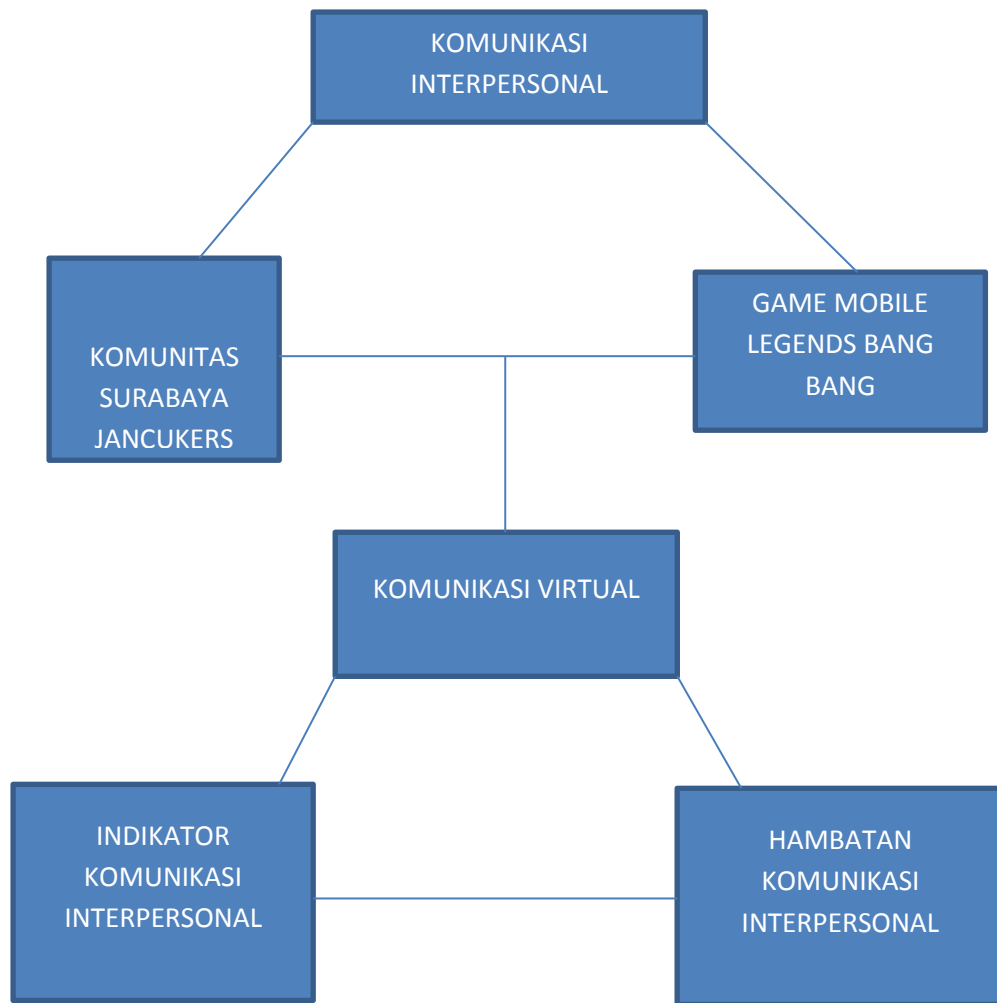 KOMUNIKASI
INTERPERSONAL
KOMUNITAS
SURABAYA
JANCUKERS
GAME MOBILE
LEGENDS BANG
BANG
KOMUNIKASI VIRTUAL
INDIKATOR
KOMUNIKASI
INTERPERSONAL
HAMBATAN
KOMUNIKASI
INTERPERSONAL